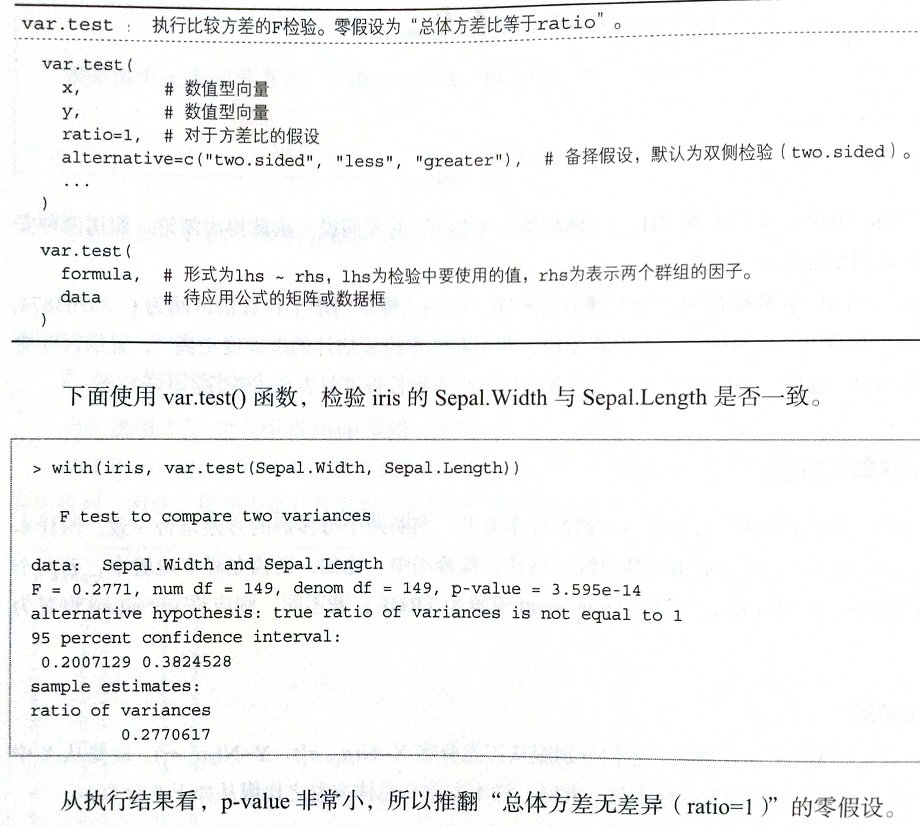 var.test : 执行比较方差的F检验。零假设为“总体方差比等于ratio”。
var.test(
x, # 数值型向量
y, # 数值型向量
ratio=1, # 对于方差比的假设
alternative=c("two.sided", "less", "greater"), # 备择假设，默认为双侧检验（two.sided）。
...
)
var.test(
formula, # 形式为lhs ~ rhs，lhs为检验中要使用的值，rhs为表示两个群组的因子。
data # 待应用公式的矩阵或数据框
)
下面使用 var.test() 函数，检验 iris 的 Sepal.Width 与 Sepal.Length 是否一致。
> with(iris, var.test(Sepal.Width, Sepal.Length))
F test to compare two variances
data: Sepal.Width and Sepal.Length
F = 0.2771, num df = 149, denom df = 149, p-value = 3.595e-14
alternative hypothesis: true ratio of variances is not equal to 1
95 percent confidence interval:
0.2007129 0.3824528
sample estimates:
ratio of variances
0.2770617
从执行结果看，p-value 非常小，所以推翻“总体方差无差异（ratio=1）”的零假设。